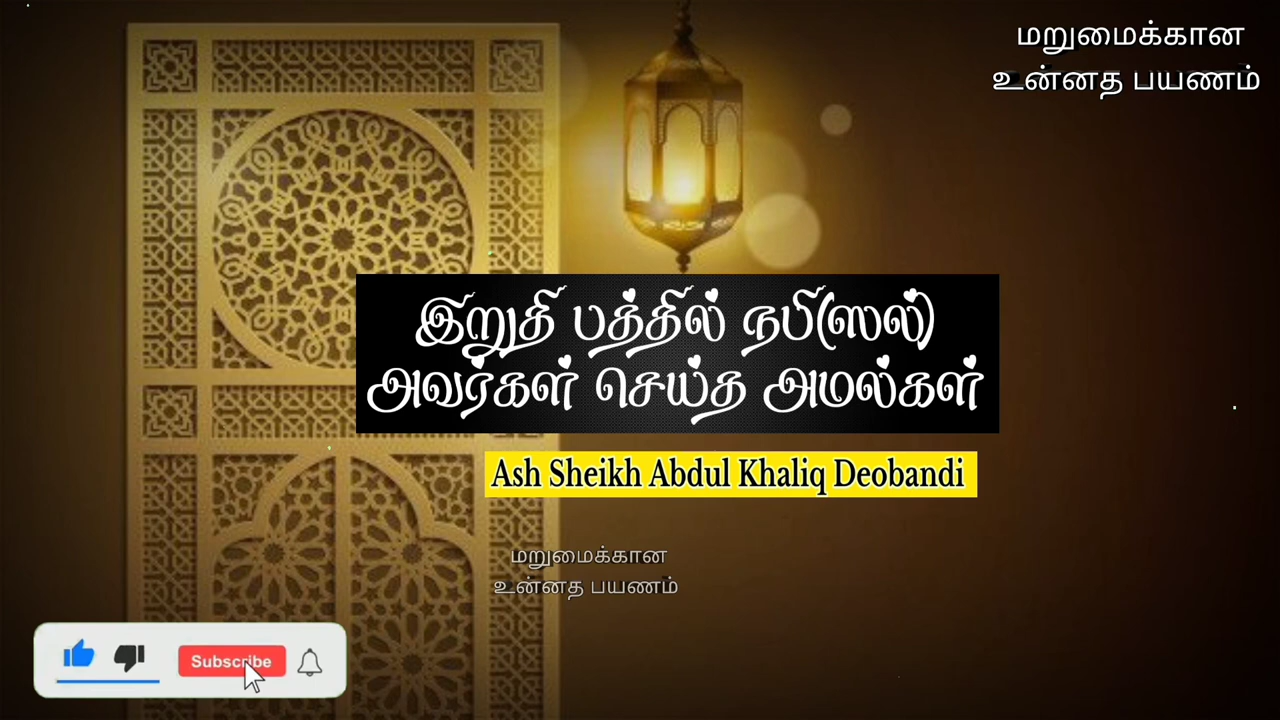 மறுமைக்கான
உன்னத பயணம்
இறுதி பத்தில் நபி(ஸல்)
அவர்கள் செய்த அமல்கள்
Ash Sheikh Abdul Khaliq Deobandi
மறுமைக்கான
உன்னத பயணம்
Subscribe